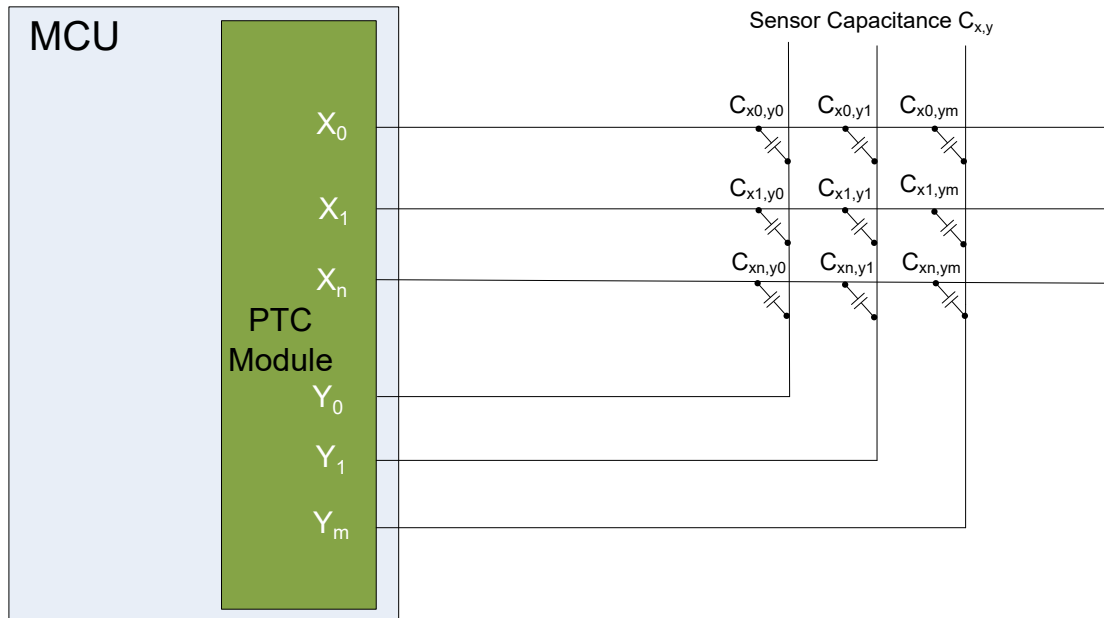 Sensor Capacitance Cx,y
MCU
Cx0,y0 Cx0,y1 Cx0,ym
X0
Cx1,y0 Cx1,y1 Cx1,ym
X1
Cxn,y0 Cxn,y1 Cxn,ym
Xn
PTC
Module
Y0
Y1
Ym